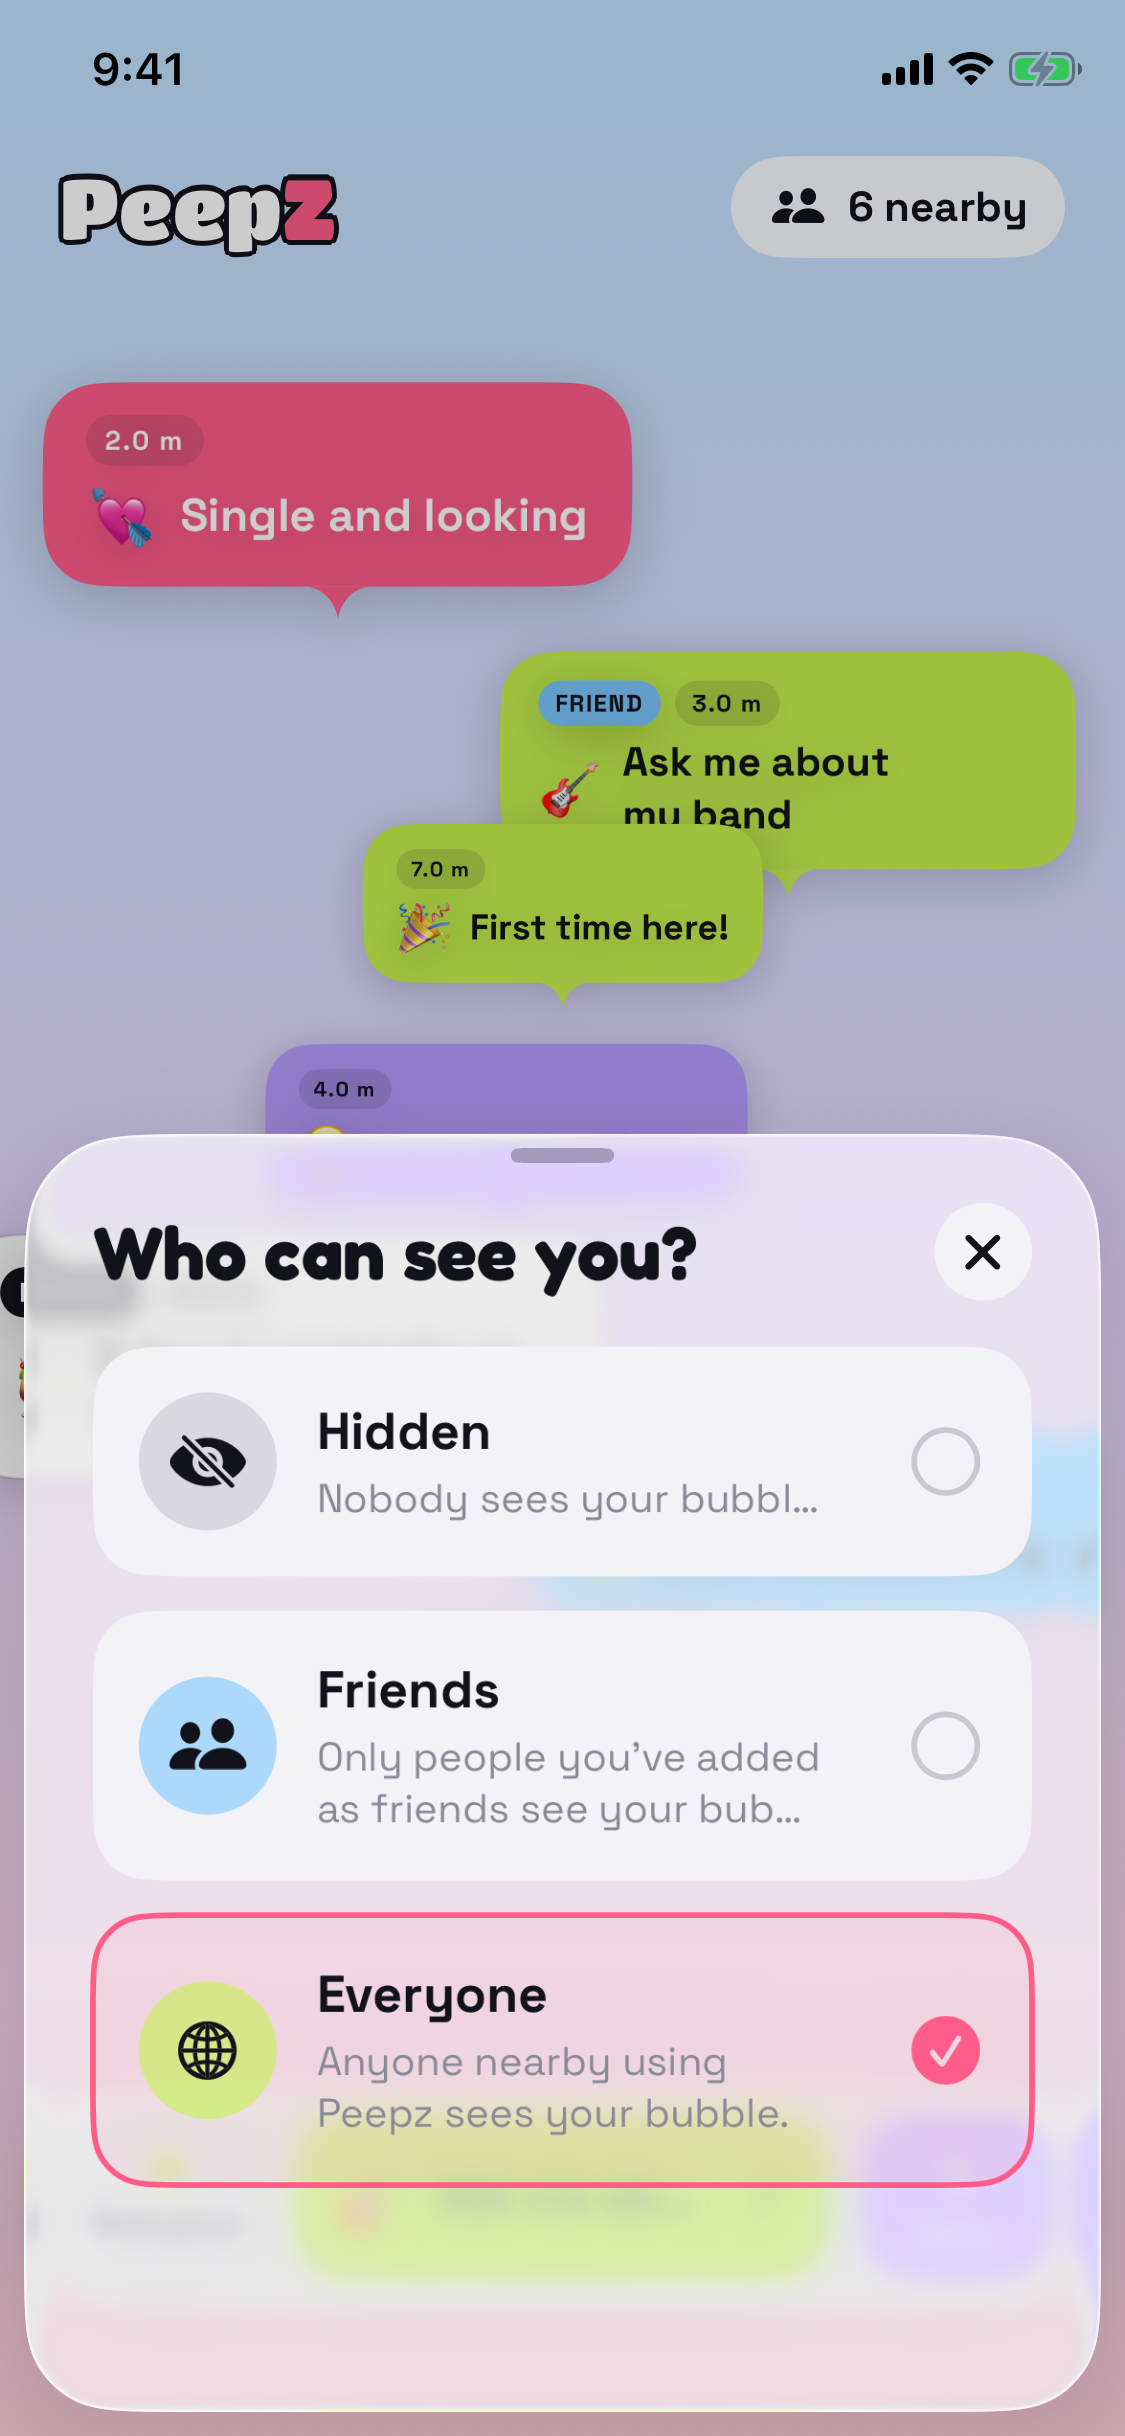 9:41
PeepZ
6 nearby
2.0 m
Single and looking
FRIEND 3.0 m
Ask me about
my band
7.0 m
First time here!
4.0 m
Who can see you?
Hidden
Nobody sees your bubbl...
Friends
Only people you’ve added
as friends see your bub...
Everyone
Anyone nearby using
Peepz sees your bubble.